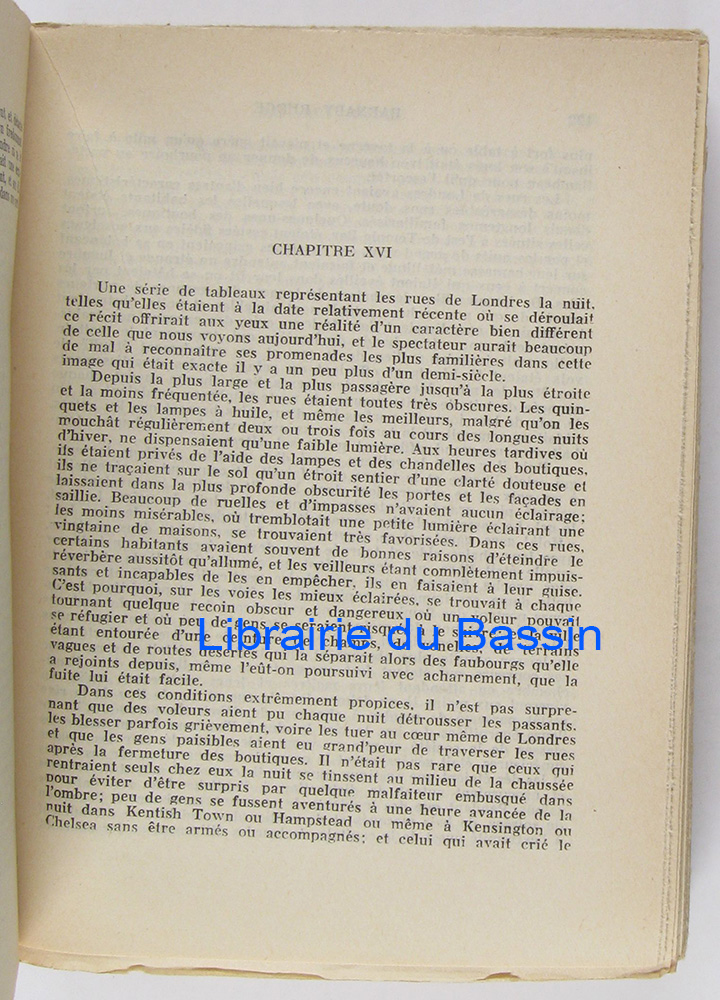 CHAPITRE XVI
Une série de tableaux représentant les rues de Londres la nuit,
telles qu'elles étaient à la date relativement récente où se déroulait
ce récit offrirait aux yeux une réalité d'un caractère bien différent
de celle que nous voyons aujourd'hui, et le spectateur aurait beaucoup
de mal à reconnaître ses promenades les plus familières dans cette
image qui était exacte il y a un peu plus d'un demi-siècle.
Depuis la plus large et la plus passagère jusqu'à la plus étroite
et la moins fréquentée, les rues étaient toutes très obscures. Les quin-
quets et les lampes à huile, et même les meilleurs, malgré qu'on les
mouchât régulièrement deux ou trois fois au cours des longues nuits
d'hiver, ne dispensaient qu'une faible lumière. Aux heures tardives où
ils étaient privés de l'aide des lampes et des chandelles des boutiques,
ils ne traçaient sur le sol qu'un étroit sentier d'une clarté douteuse et
laissaient dans la plus profonde obscurité les portes et les façades en
saillie. Beaucoup de ruelles et d'impasses n'avaient aucun éclairage;
les moins misérables, où tremblotait une petite lumière éclairant une
vingtaine de maisons, se trouvaient très favorisées. Dans ces rues,
certains habitants avaient souvent de bonnes raisons d'éteindre le
réverbère aussitôt qu'allumé, et les veilleurs étant complètement impuis-
sants et incapables de les en empêcher, ils en faisaient à leur guise.
C'est pourquoi, sur les voies les mieux éclairées, se trouvait à chaque
tournant quelque recoin obscur et dangereux où un voleur pouvait
se réfugier et où peu de gens se seraient risqués à le suivre et la ville
étant entourée d'une ceinture de champs, de terrains
vagues et de routes désertes qui la séparait alors des faubourgs qu'elle
a rejoints depuis, même l'eût-on poursuivi avec acharnement, que la
fuite lui était facile.
Dans ces conditions extrêmement propices, il n'est pas surpre-
nant que des voleurs aient pu chaque nuit détrousser les passants.
les blesser parfois grièvement, voire les tuer au cœur même de Londres
et que les gens paisibles aient eu grand'peur de traverser les rues
après la fermeture des boutiques. Il n'était pas rare que ceux qui
rentraient seuls chez eux la nuit se tinssent au milieu de la chaussée
pour éviter d'être surpris par quelque malfaiteur embusqué dans
l'ombre; peu de gens se fussent aventurés à une heure avancée de la
nuit dans Kentish Town ou Hampstead ou même à Kensington ou
Chelsea sans être armés ou accompagnés; et celui qui avait crié le
Librairie du Bassin